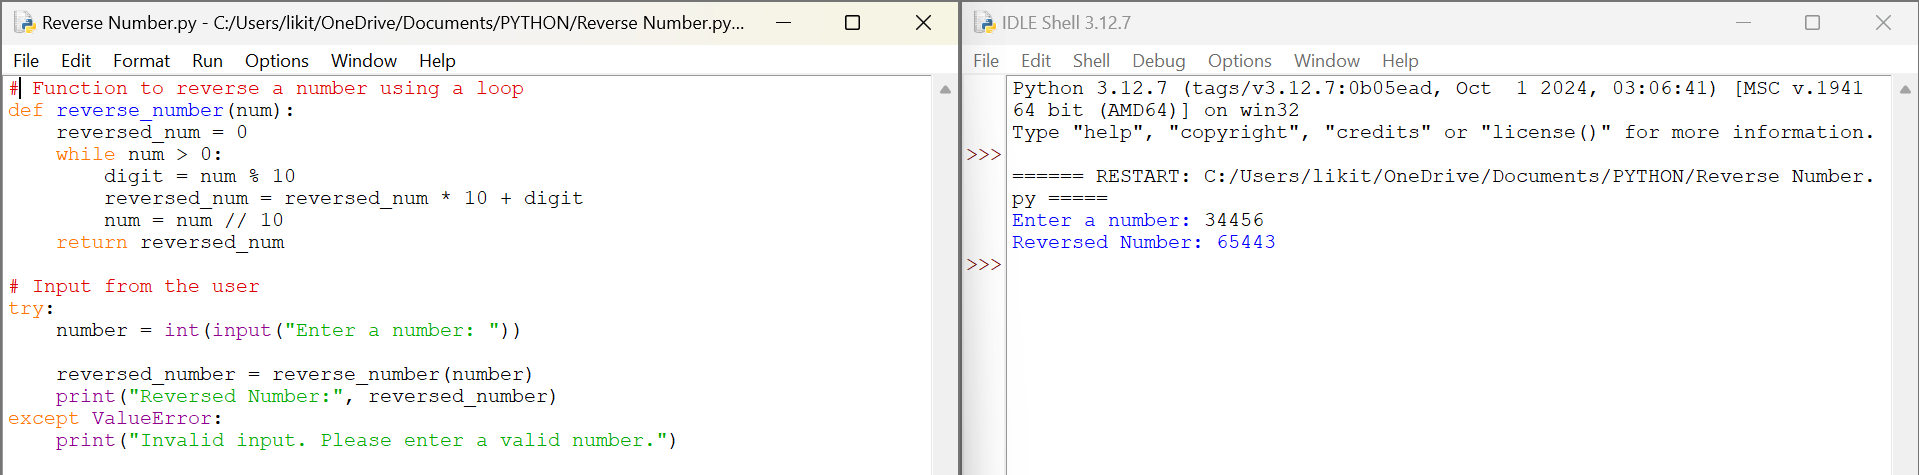 Reverse Number.py - C:/Users/likit/OneDrive/Documents/PYTHON/Reverse Number.py...
File Edit Format Run Options Window Help
# Function to reverse a number using a loop
def reverse_number(num):
    reversed_num = 0
    while num > 0:
        digit = num % 10
        reversed_num = reversed_num * 10 + digit
        num = num // 10
    return reversed_num

# Input from the user
try:
    number = int(input("Enter a number: "))

    reversed_number = reverse_number(number)
    print("Reversed Number:", reversed_number)
except ValueError:
    print("Invalid input. Please enter a valid number.")
IDLE Shell 3.12.7
File Edit Shell Debug Options Window Help
Python 3.12.7 (tags/v3.12.7:0b05ead, Oct  1 2024, 03:06:41) [MSC v.1941
64 bit (AMD64)] on win32
Type "help", "copyright", "credits" or "license()" for more information.
>>>
====== RESTART: C:/Users/likit/OneDrive/Documents/PYTHON/Reverse Number.
py =====
Enter a number: 34456
Reversed Number: 65443
>>>